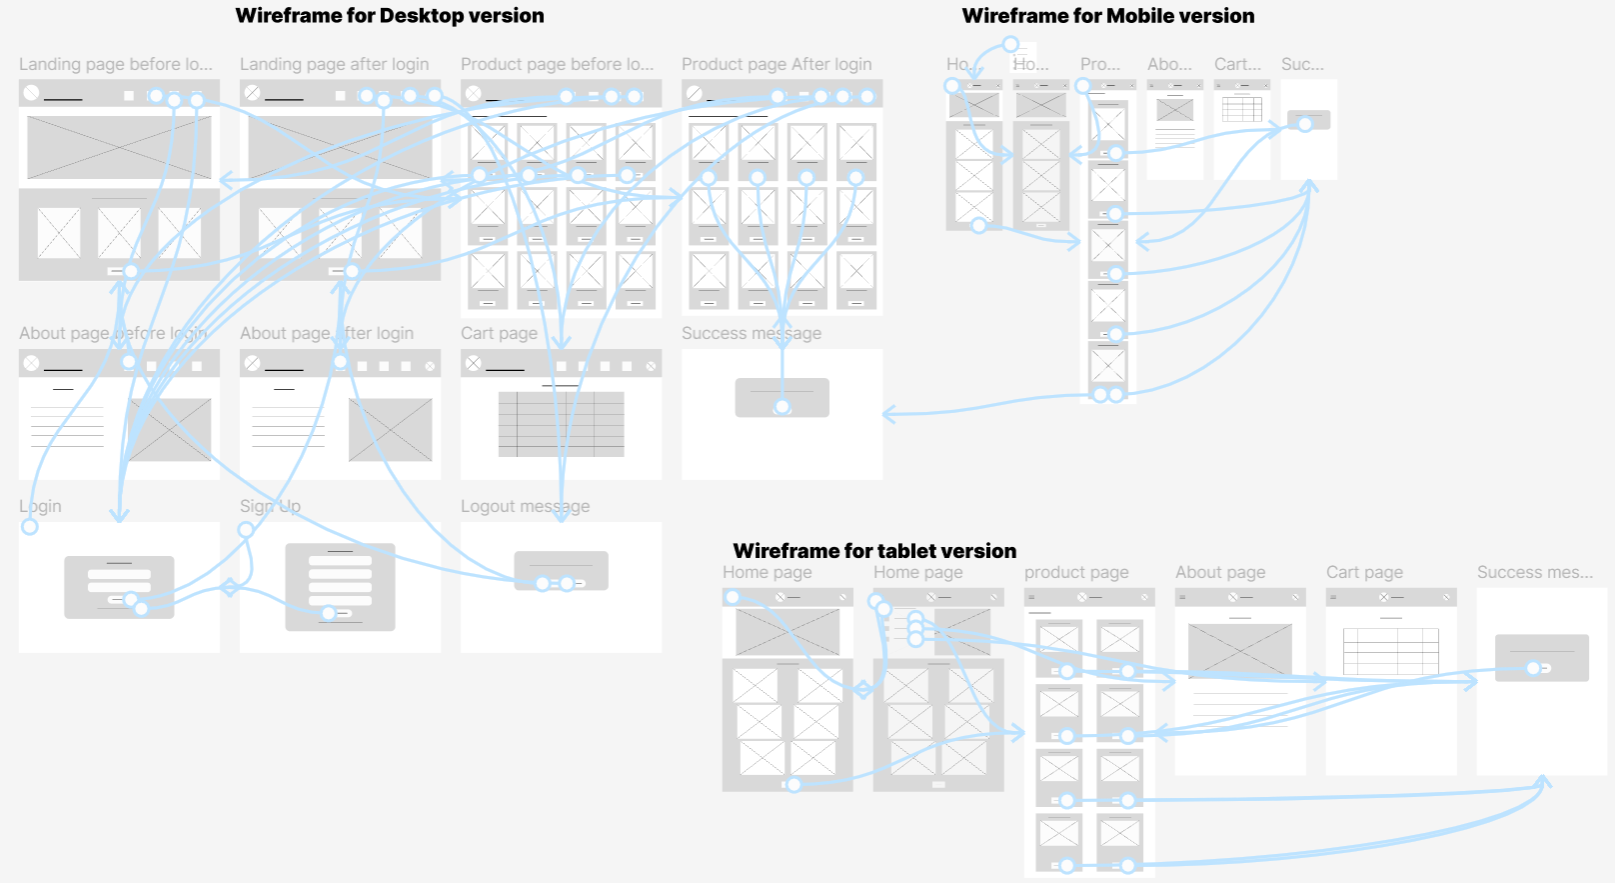 Wireframe for Desktop version
Landing page before lo...
Landing page after login
Product page before lo...
Product page After login
About page before login
About page after login
Cart page
Success message
Login
Sign Up
Logout message
Wireframe for Mobile version
Ho...
Ho...
Pro...
Abo...
Cart...
Suc...
Wireframe for tablet version
Home page
Home page
product page
About page
Cart page
Success mes...